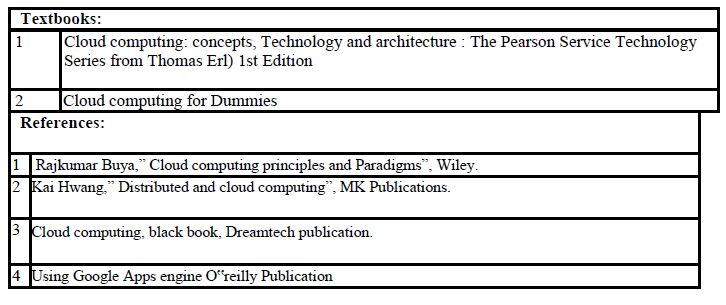 Textbooks:
1 Cloud computing: concepts, Technology and architecture : The Pearson Service Technology
Series from Thomas Erl) 1st Edition
2 Cloud computing for Dummies
References:
1 Rajkumar Buya,” Cloud computing principles and Paradigms”, Wiley.
2 Kai Hwang,” Distributed and cloud computing”, MK Publications.
3 Cloud computing, black book, Dreamtech publication.
4 Using Google Apps engine O‟reilly Publication